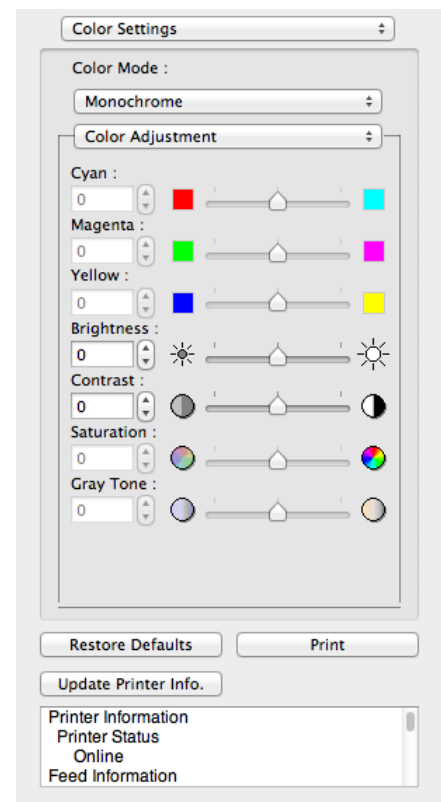 Color Settings
Color Mode :
Monochrome
Color Adjustment
Cyan :
0
Magenta :
0
Yellow :
0
Brightness :
0
Contrast :
0
Saturation :
0
Gray Tone :
0
Restore Defaults Print
Update Printer Info.
Printer Information
Printer Status
Online
Feed Information